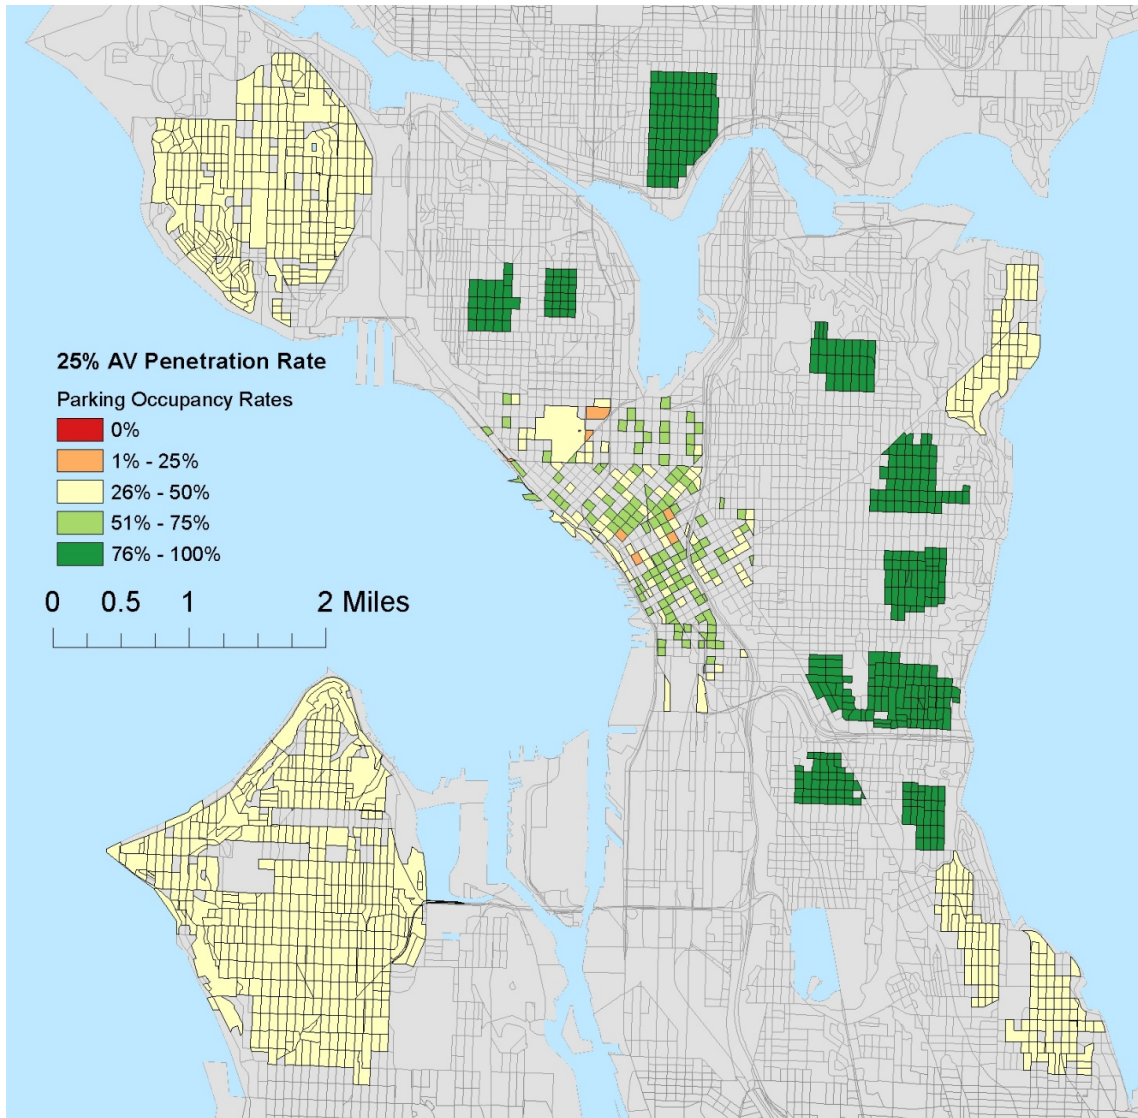 25% AV Penetration Rate
Parking Occupancy Rates
0%
1% - 25%
26% - 50%
51% - 75%
76% - 100%
0 0.5 1 2 Miles